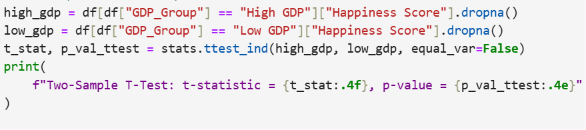 high_gdp = df[df["GDP_Group"] == "High GDP"]["Happiness Score"].dropna()
low_gdp = df[df["GDP_Group"] == "Low GDP"]["Happiness Score"].dropna()
t_stat, p_val_ttest = stats.ttest_ind(high_gdp, low_gdp, equal_var=False)
print(
    f"Two-Sample T-Test: t-statistic = {t_stat:.4f}, p-value = {p_val_ttest:.4e}"
)